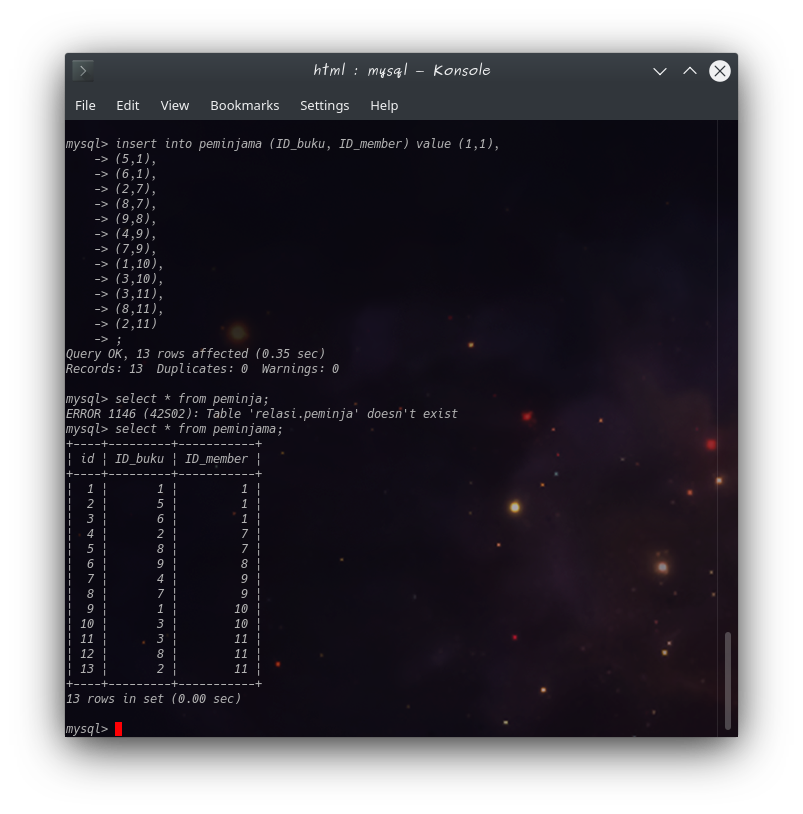 html : mysql — Konsole
File Edit View Bookmarks Settings Help
mysql> insert into peminjama (ID_buku, ID_member) value (1,1),
    -> (5,1),
    -> (6,1),
    -> (2,7),
    -> (8,7),
    -> (9,8),
    -> (4,9),
    -> (7,9),
    -> (1,10),
    -> (3,10),
    -> (3,11),
    -> (8,11),
    -> (2,11)
    -> ;
Query OK, 13 rows affected (0.35 sec)
Records: 13  Duplicates: 0  Warnings: 0
mysql> select * from peminja;
ERROR 1146 (42S02): Table 'relasi.peminja' doesn't exist
mysql> select * from peminjama;
+----+---------+-----------+
| id | ID_buku | ID_member |
+----+---------+-----------+
|  1 |       1 |         1 |
|  2 |       5 |         1 |
|  3 |       6 |         1 |
|  4 |       2 |         7 |
|  5 |       8 |         7 |
|  6 |       9 |         8 |
|  7 |       4 |         9 |
|  8 |       7 |         9 |
|  9 |       1 |        10 |
| 10 |       3 |        10 |
| 11 |       3 |        11 |
| 12 |       8 |        11 |
| 13 |       2 |        11 |
+----+---------+-----------+
13 rows in set (0.00 sec)
mysql>